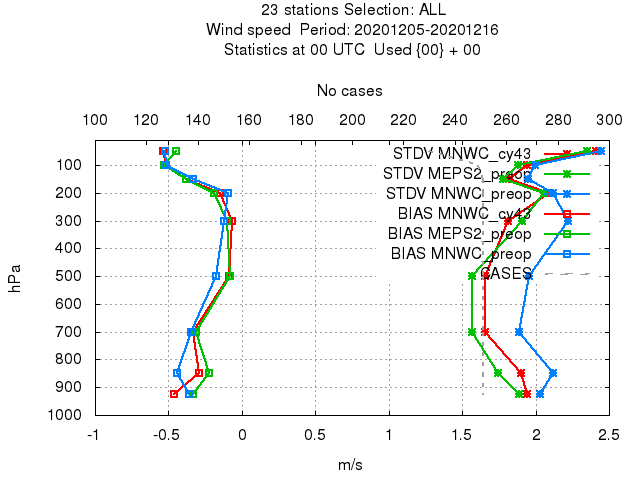 23 stations Selection: ALL
Wind speed  Period: 20201205-20201216
Statistics at 00 UTC  Used {00} + 00
No cases
100 120 140 160 180 200 220 240 260 280 300
STDV MNWC_cy43
STDV MEPS2_preop
STDV MNWC_preop
BIAS MNWC_cy43
BIAS MEPS2_preop
BIAS MNWC_preop
CASES
100
200
300
400
500
600
700
800
900
1000
hPa
-1 -0.5 0 0.5 1 1.5 2 2.5
m/s